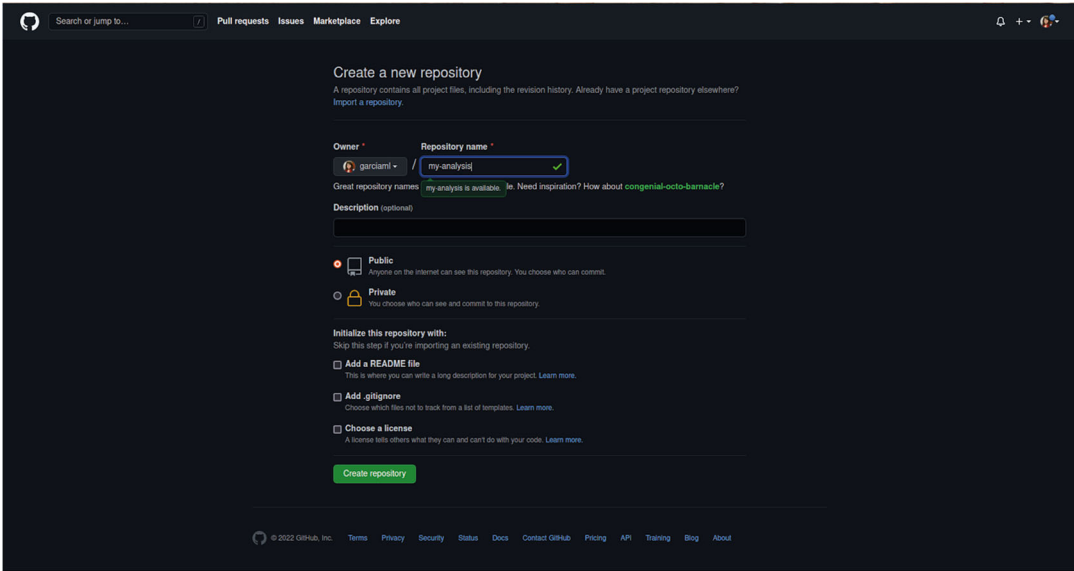 Search or jump to... / Pull requests Issues Marketplace Explore
Create a new repository
A repository contains all project files, including the revision history. Already have a project repository elsewhere?
Import a repository.
Owner * Repository name *
garciaml / my-analysis
Great repository names le. Need inspiration? How about congenial-octo-barnacle?
my-analysis is available.
Description (optional)
Public
Anyone on the internet can see this repository. You choose who can commit.
Private
You choose who can see and commit to this repository.
Initialize this repository with:
Skip this step if you're importing an existing repository.
Add a README file
This is where you can write a long description for your project. Learn more.
Add .gitignore
Choose which files not to track from a list of templates. Learn more.
Choose a license
A license tells others what they can and can't do with your code. Learn more.
Create repository
© 2022 GitHub, Inc. Terms Privacy Security Status Docs Contact GitHub Pricing API Training Blog About